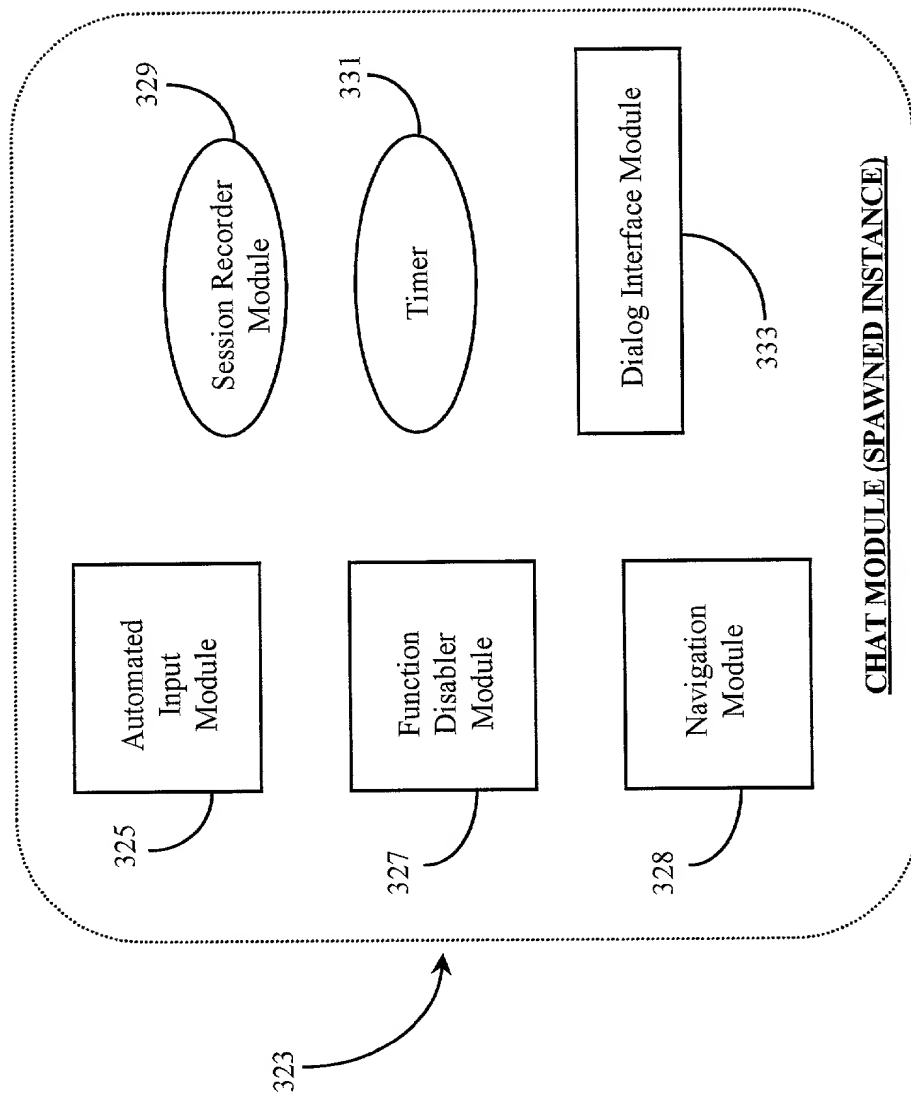 323
325
Automated
Input
Module
Session Recorder
Module
329
327
Function
Disabler
Module
Timer
331
328
Navigation
Module
Dialog Interface Module
333
CHAT MODULE (SPAWNED INSTANCE)